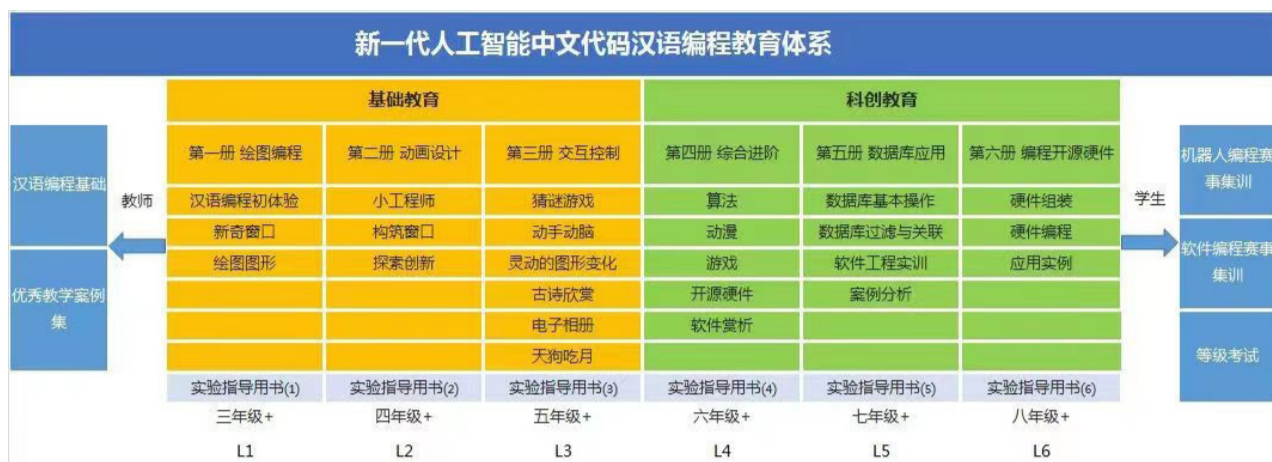 新一代人工智能中文代码汉语编程教育体系
基础教育
科创教育
第一册 绘图编程
第二册 动画设计
第三册 交互控制
第四册 综合进阶
第五册 数据库应用
第六册 编程开源硬件
汉语编程基础
优秀教学案例
集
教师
汉语编程初体验
小工程师
猜谜游戏
算法
数据库基本操作
硬件组装
新奇窗口
构筑窗口
动手动脑
动漫
数据库过滤与关联
硬件编程
绘图图形
探索创新
灵动的图形变化
游戏
软件工程实训
应用实例
古诗欣赏
开源硬件
案例分析
电子相册
软件赏析
天狗吃月
实验指导用书(1)
实验指导用书(2)
实验指导用书(3)
实验指导用书(4)
实验指导用书(5)
实验指导用书(6)
三年级+
四年级+
五年级+
六年级+
七年级+
八年级+
L1
L2
L3
L4
L5
L6
学生
机器人编程赛
事集训
软件编程赛事
集训
等级考试